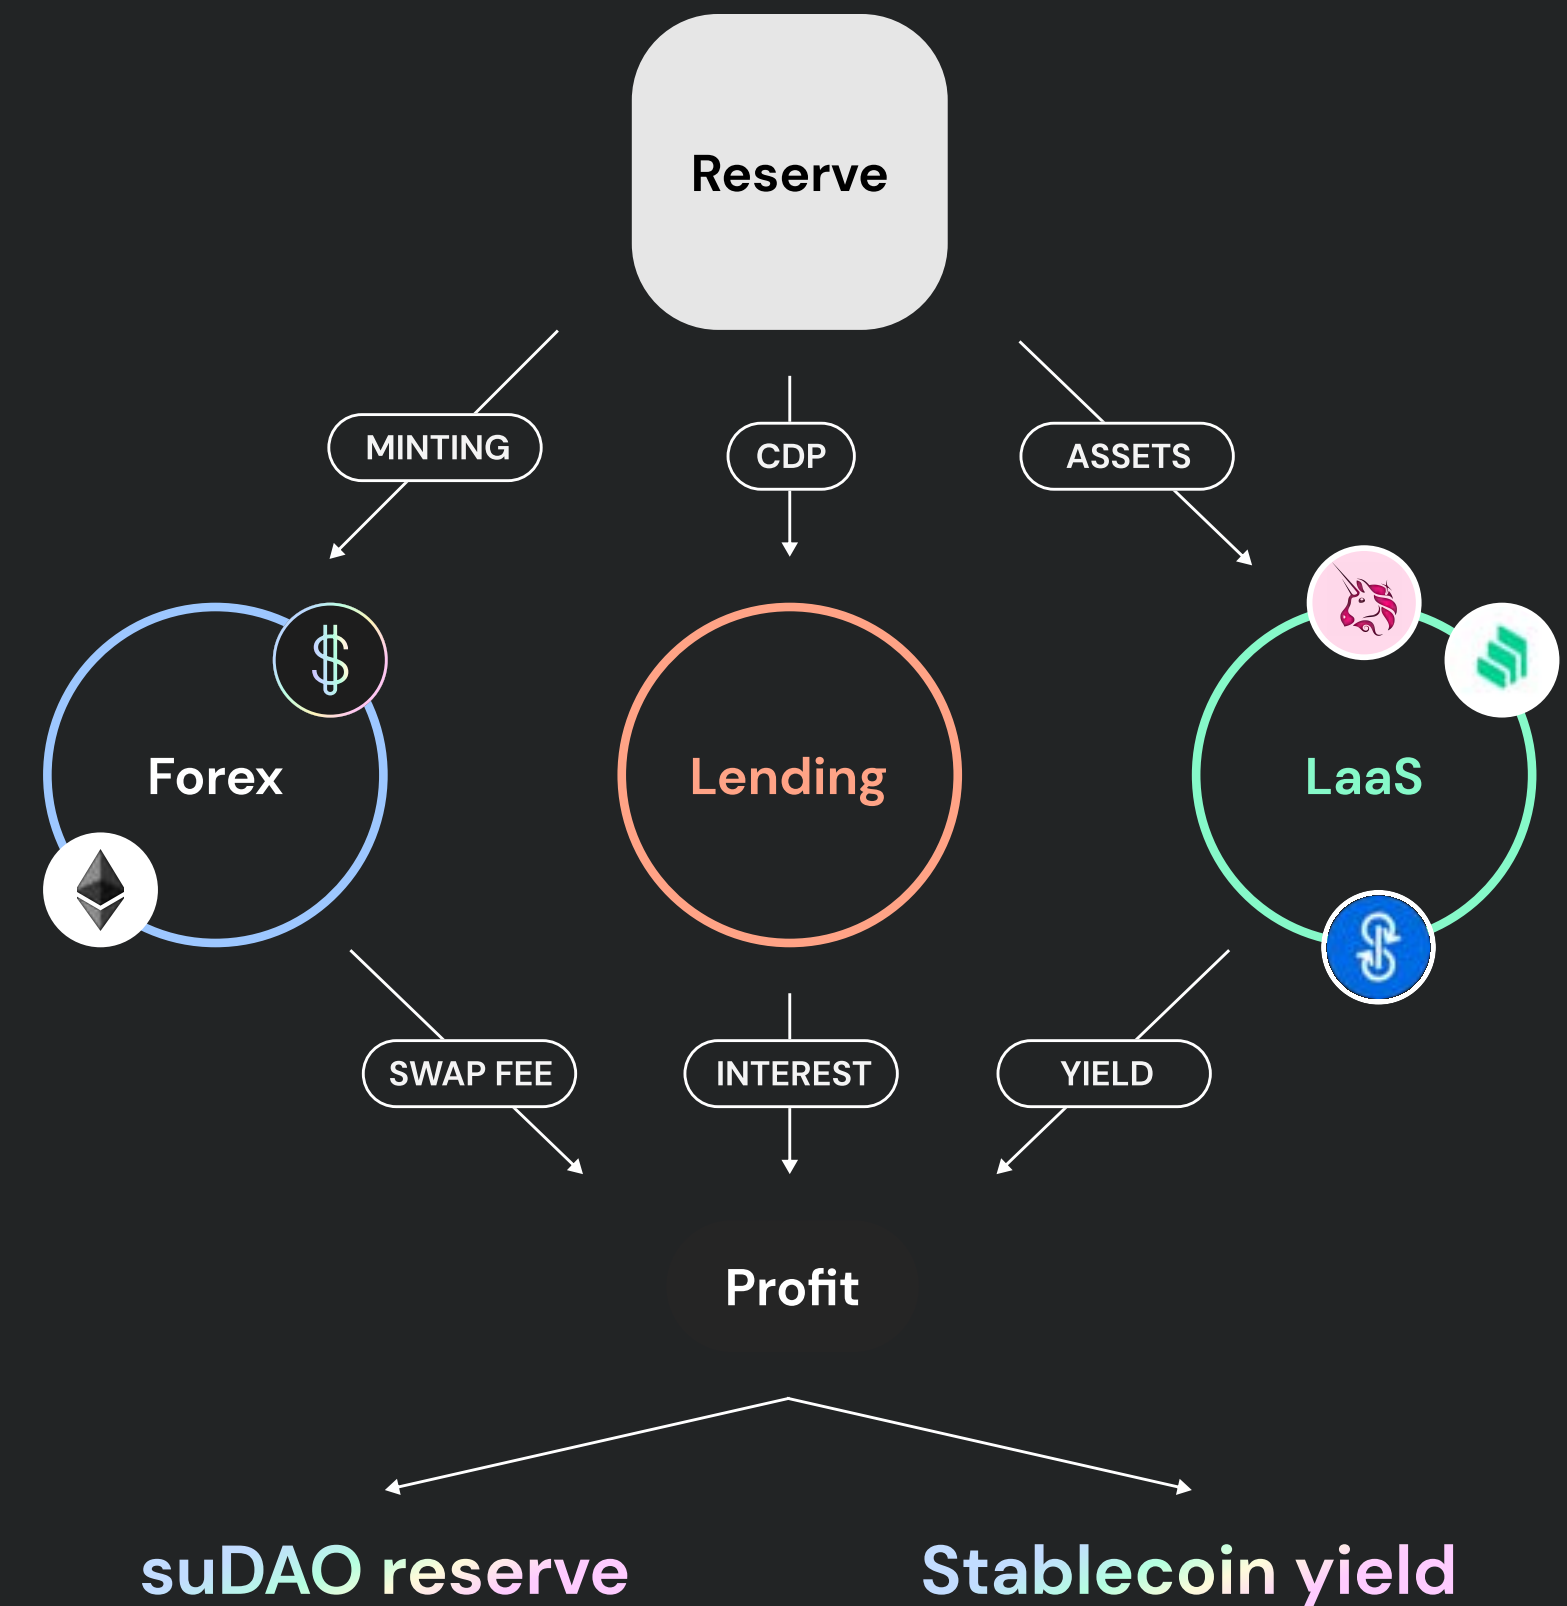 Reserve
MINTING
CDP
ASSETS
Forex
Lending
LaaS
SWAP FEE
INTEREST
YIELD
Profit
suDAO reserve
Stablecoin yield